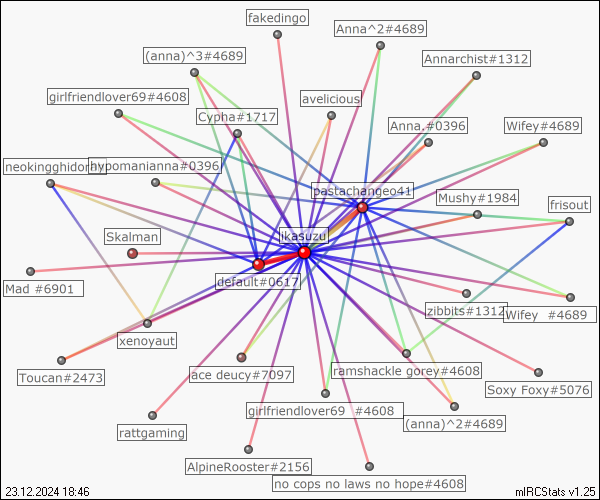 fakedingo
Anna^2#4689
(anna)^3#4689
Annarchist#1312
girlfriendlover69#4608
avelicious
Cypha#1717
Anna,#0396
Wifey#4689
neokingghidorah
hypomanianna#0396
pastachangeo41
Mushy#1984
frisout
jkasuzu
Skalman
default#0617
Mad #6901
zibbits#1312
Wifey #4689
xenoyaut
ace deucy#7097
ramshackle gorey#4608
Toucan#2473
Soxy Foxy#5076
girlfriendlover69 #4608
(anna)^2#4689
rattgaming
AlpineRooster#2156
no cops no laws no hope#4608
23.12.2024 18:46
mIRCStats v1.25